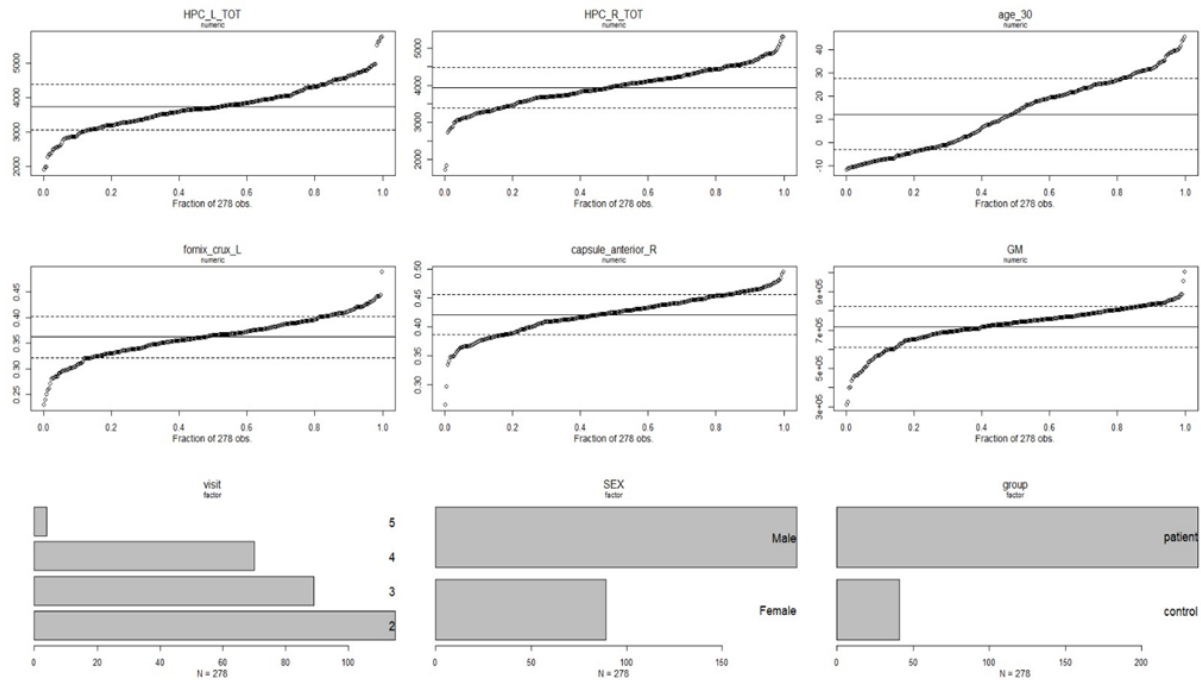 HPC_L_TOT
numeric
2000 3000 4000 5000
0.0 0.2 0.4 0.6 0.8 1.0
Fraction of 278 obs.
HPC_R_TOT
numeric
2000 3000 4000 5000
0.0 0.2 0.4 0.6 0.8 1.0
Fraction of 278 obs.
age_30
numeric
-10 0 10 20 30 40
0.0 0.2 0.4 0.6 0.8 1.0
Fraction of 278 obs.
fornix_crux_L
numeric
0.25 0.30 0.35 0.40 0.45
0.0 0.2 0.4 0.6 0.8 1.0
Fraction of 278 obs.
capsule_anterior_R
numeric
0.30 0.35 0.40 0.45 0.50
0.0 0.2 0.4 0.6 0.8 1.0
Fraction of 278 obs.
GM
numeric
3e+05 5e+05 7e+05 9e+05
0.0 0.2 0.4 0.6 0.8 1.0
Fraction of 278 obs.
visit
factor
5
4
3
2
0 20 40 60 80 100
N = 278
SEX
factor
Male
Female
0 50 100 150
N = 278
group
factor
patient
control
0 50 100 150 200
N = 278